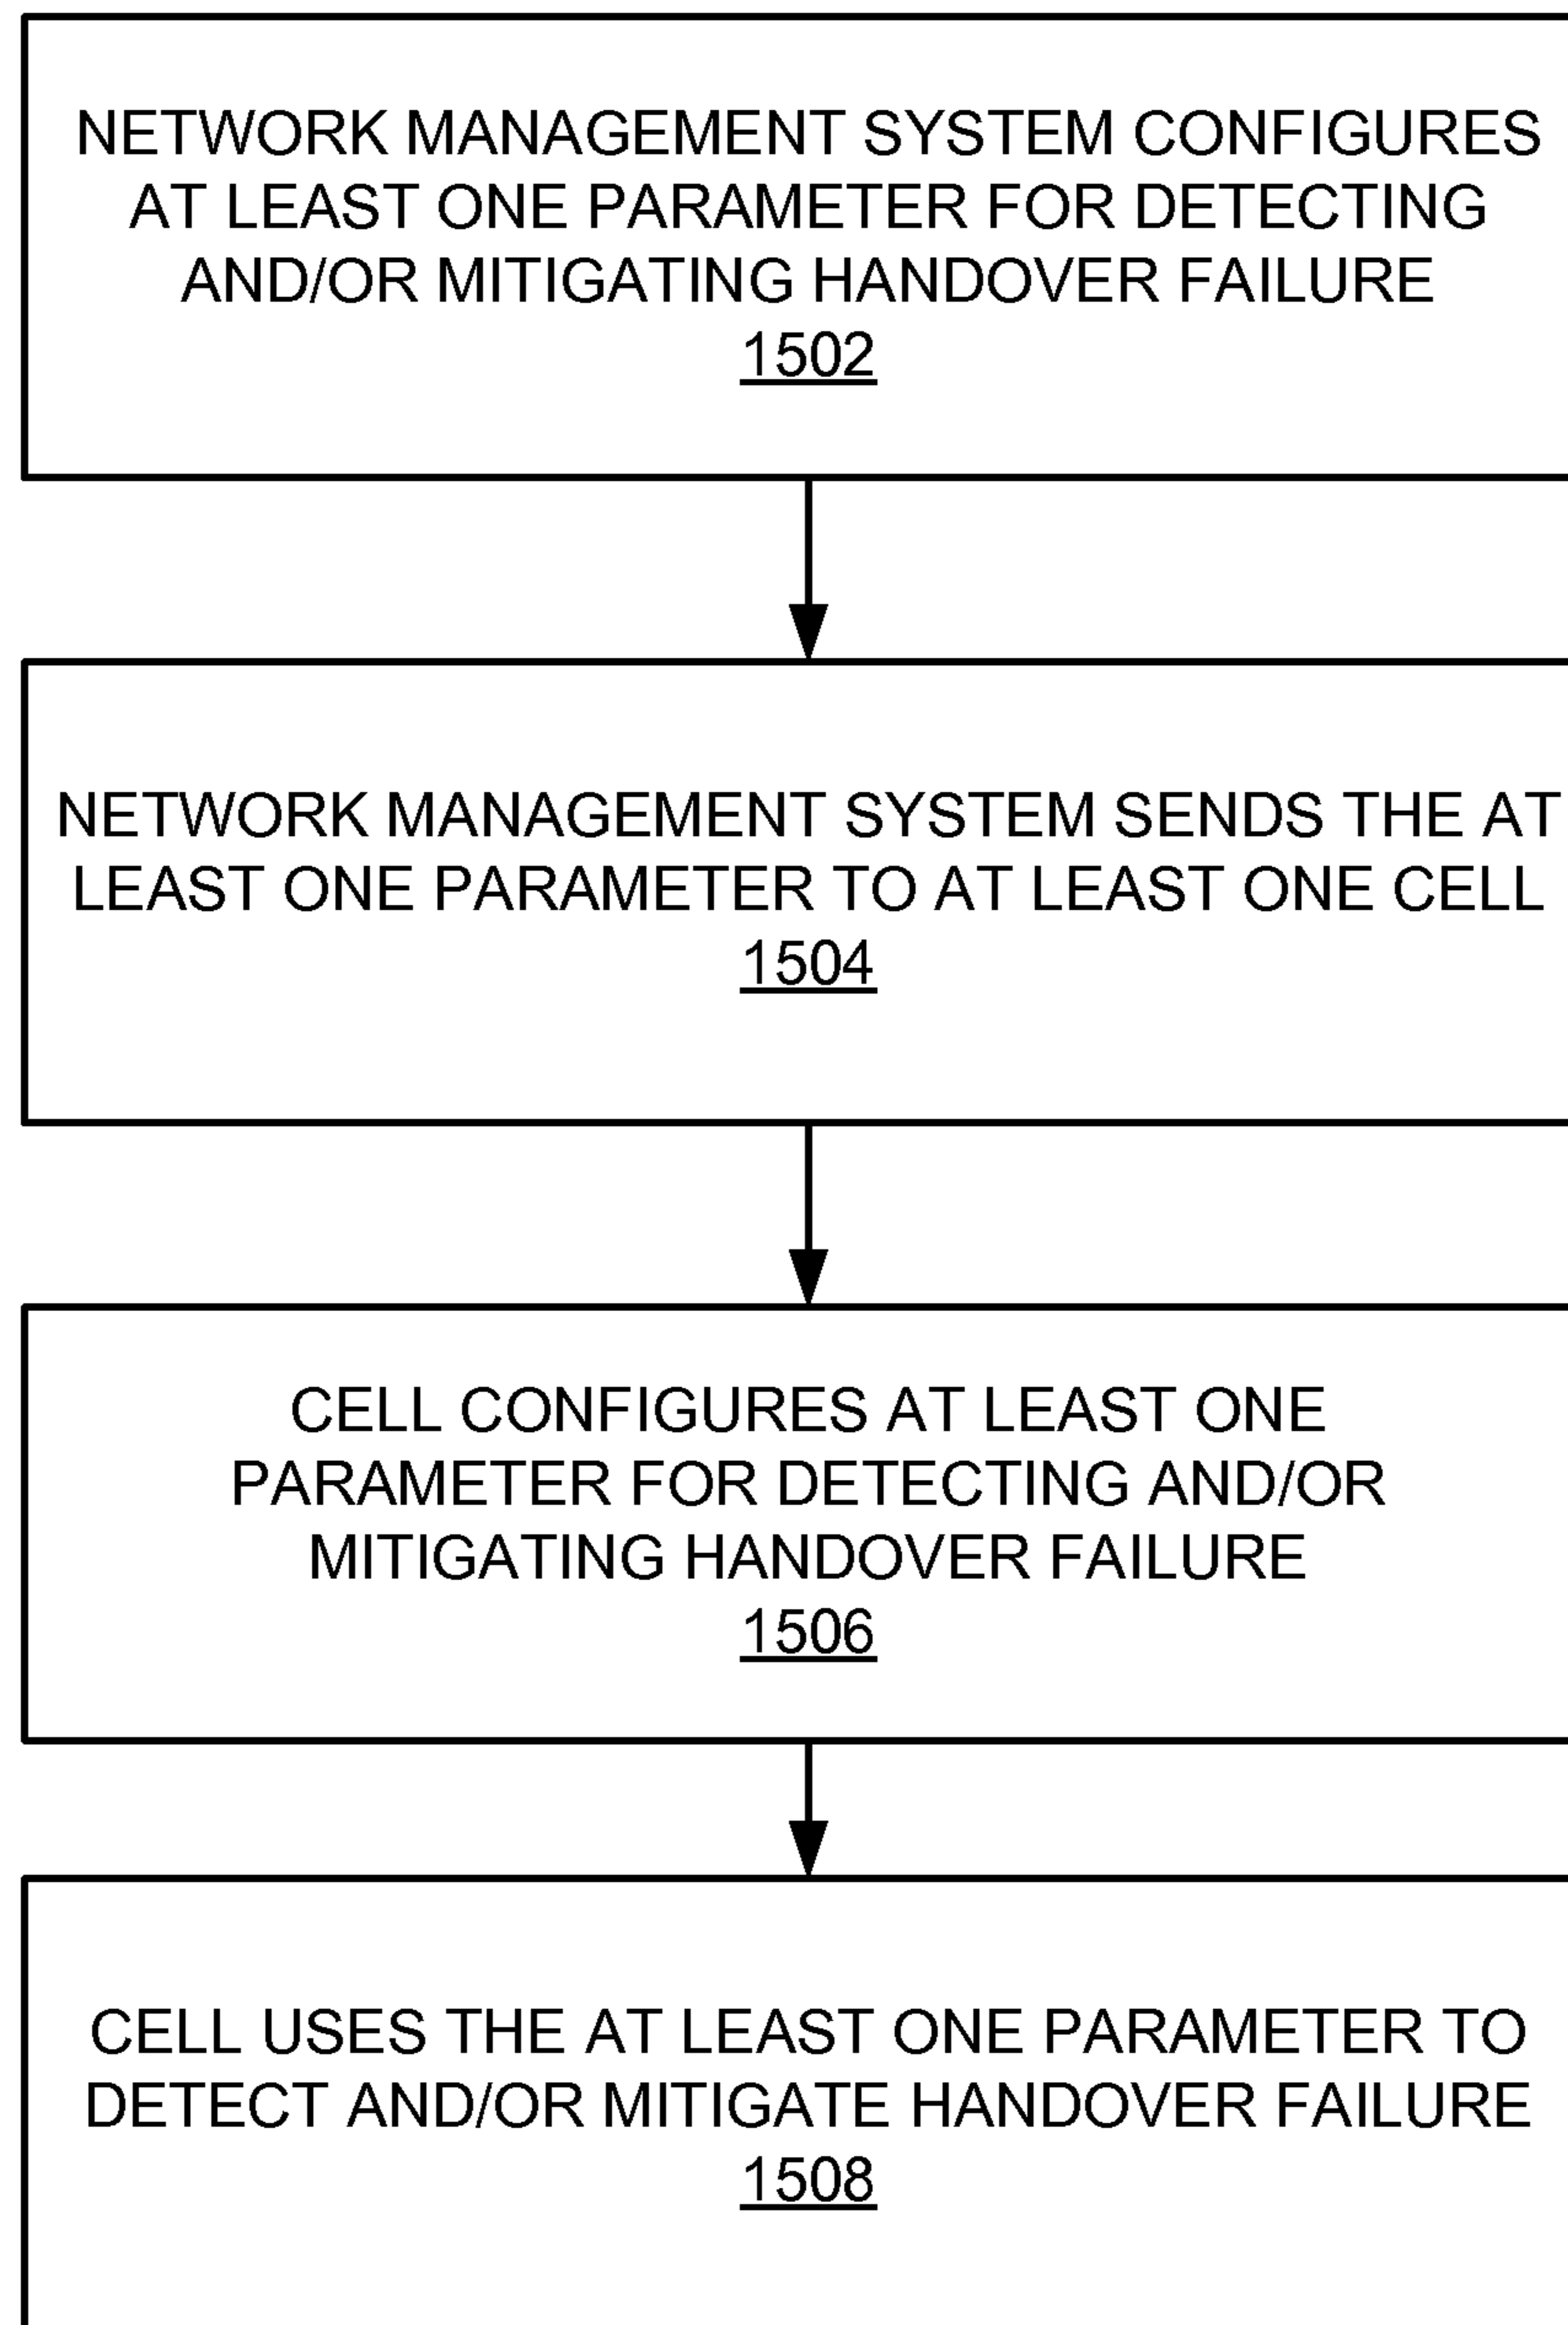 NETWORK MANAGEMENT SYSTEM CONFIGURES
AT LEAST ONE PARAMETER FOR DETECTING
AND/OR MITIGATING HANDOVER FAILURE
1502
NETWORK MANAGEMENT SYSTEM SENDS THE AT
LEAST ONE PARAMETER TO AT LEAST ONE CELL
1504
CELL CONFIGURES AT LEAST ONE
PARAMETER FOR DETECTING AND/OR
MITIGATING HANDOVER FAILURE
1506
CELL USES THE AT LEAST ONE PARAMETER TO
DETECT AND/OR MITIGATE HANDOVER FAILURE
1508